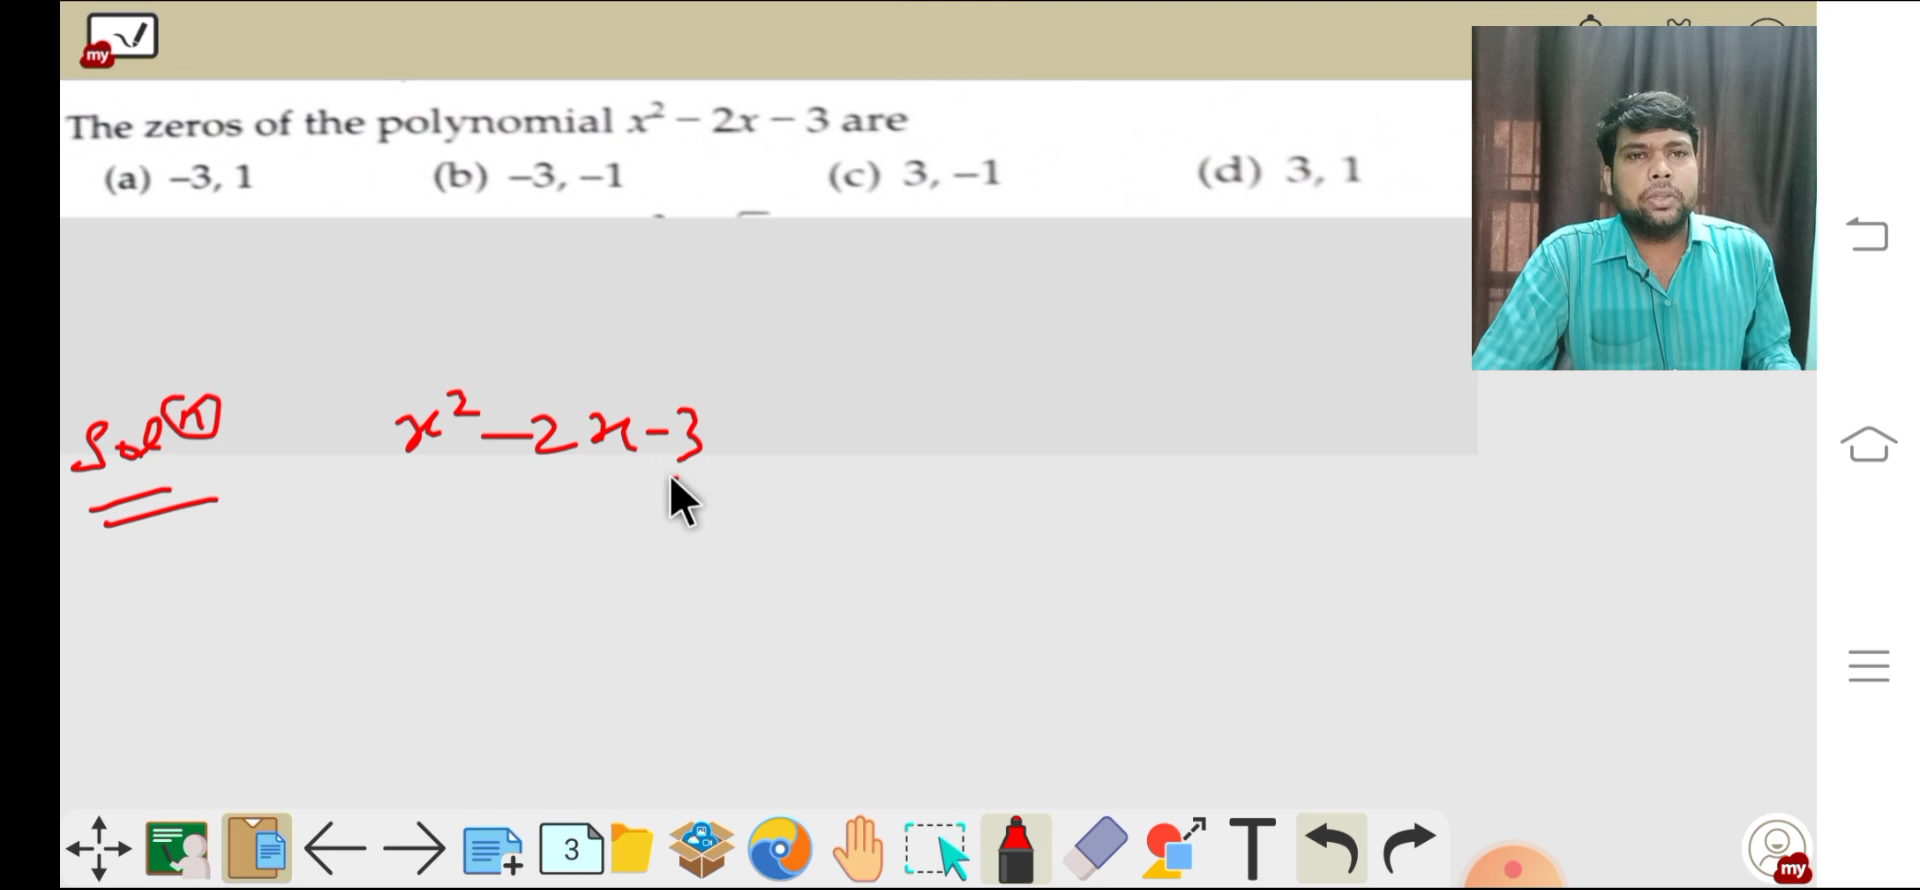 my
The zeros of the polynomial x² – 2x – 3 are
(a) –3, 1 (b) –3, –1 (c) 3, –1 (d) 3, 1
Sol(n) x² – 2x – 3
3
T
my